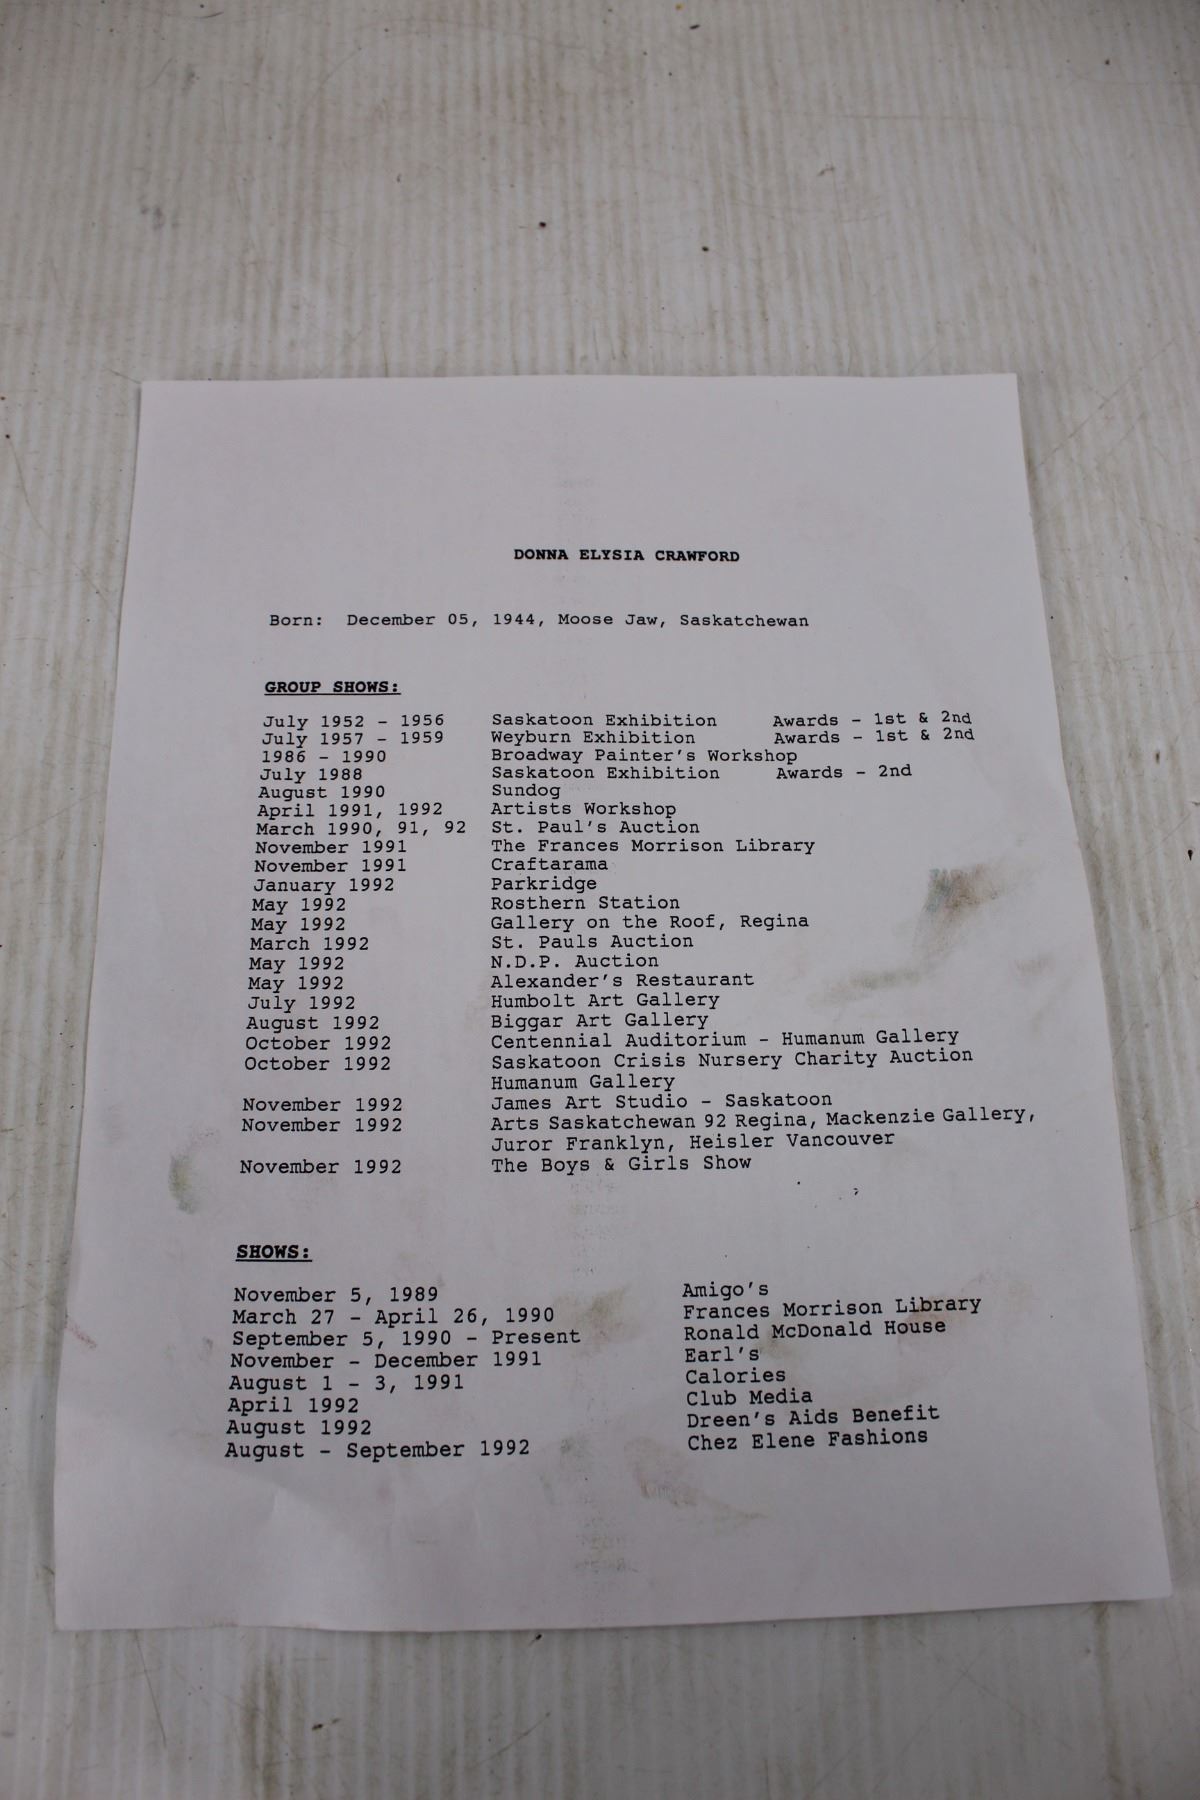 DONNA ELYSIA CRAWFORD
Born: December 05, 1944, Moose Jaw, Saskatchewan
GROUP SHOWS:
July 1952 - 1956 Saskatoon Exhibition Awards - 1st & 2nd
July 1957 - 1959 Weyburn Exhibition Awards - 1st & 2nd
1986 - 1990 Broadway Painter's Workshop
July 1988 Saskatoon Exhibition Awards - 2nd
August 1990 Sundog
April 1991, 1992 Artists Workshop
March 1990, 91, 92 St. Paul's Auction
November 1991 The Frances Morrison Library
November 1991 Craftarama
January 1992 Parkridge
May 1992 Rosthern Station
May 1992 Gallery on the Roof, Regina
March 1992 St. Pauls Auction
May 1992 N.D.P. Auction
May 1992 Alexander's Restaurant
July 1992 Humbolt Art Gallery
August 1992 Biggar Art Gallery
October 1992 Centennial Auditorium - Humanum Gallery
October 1992 Saskatoon Crisis Nursery Charity Auction
Humanum Gallery
November 1992 James Art Studio - Saskatoon
November 1992 Arts Saskatchewan 92 Regina, Mackenzie Gallery,
Juror Franklyn, Heisler Vancouver
November 1992 The Boys & Girls Show
SHOWS:
November 5, 1989 Amigo's
March 27 - April 26, 1990 Frances Morrison Library
September 5, 1990 - Present Ronald McDonald House
November - December 1991 Earl's
August 1 - 3, 1991 Calories
April 1992 Club Media
August 1992 Dreen's Aids Benefit
August - September 1992 Chez Elene Fashions